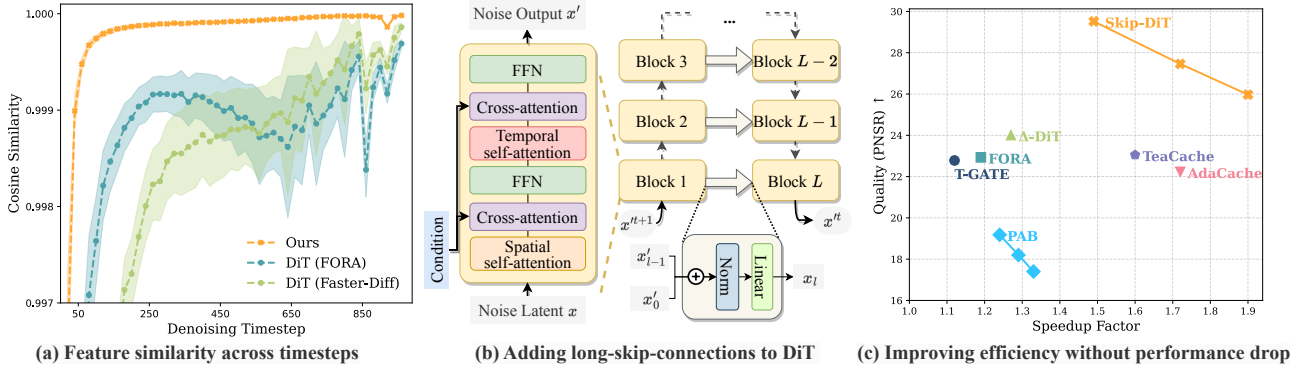 1.000
0.999
0.998
0.997
Cosine Similarity
Ours
DiT (FORA)
DiT (Faster-Diff)
50 250 450 650 850
Denoising Timestep
(a) Feature similarity across timesteps
Noise Output x′
FFN
Cross-attention
Temporal
self-attention
FFN
Cross-attention
Spatial
self-attention
Condition
Noise Latent x
...
Block 3
Block L − 2
Block 2
Block L − 1
Block 1
Block L
x′t+1
x′t
x′l−1
x′0
+
Norm
Linear
xl
(b) Adding long-skip-connections to DiT
30
28
26
24
22
20
18
16
Quality (PNSR) ↑
Skip-DiT
Δ-DiT
FORA
T-GATE
TeaCache
AdaCache
PAB
1.0 1.1 1.2 1.3 1.4 1.5 1.6 1.7 1.8 1.9
Speedup Factor
(c) Improving efficiency without performance drop